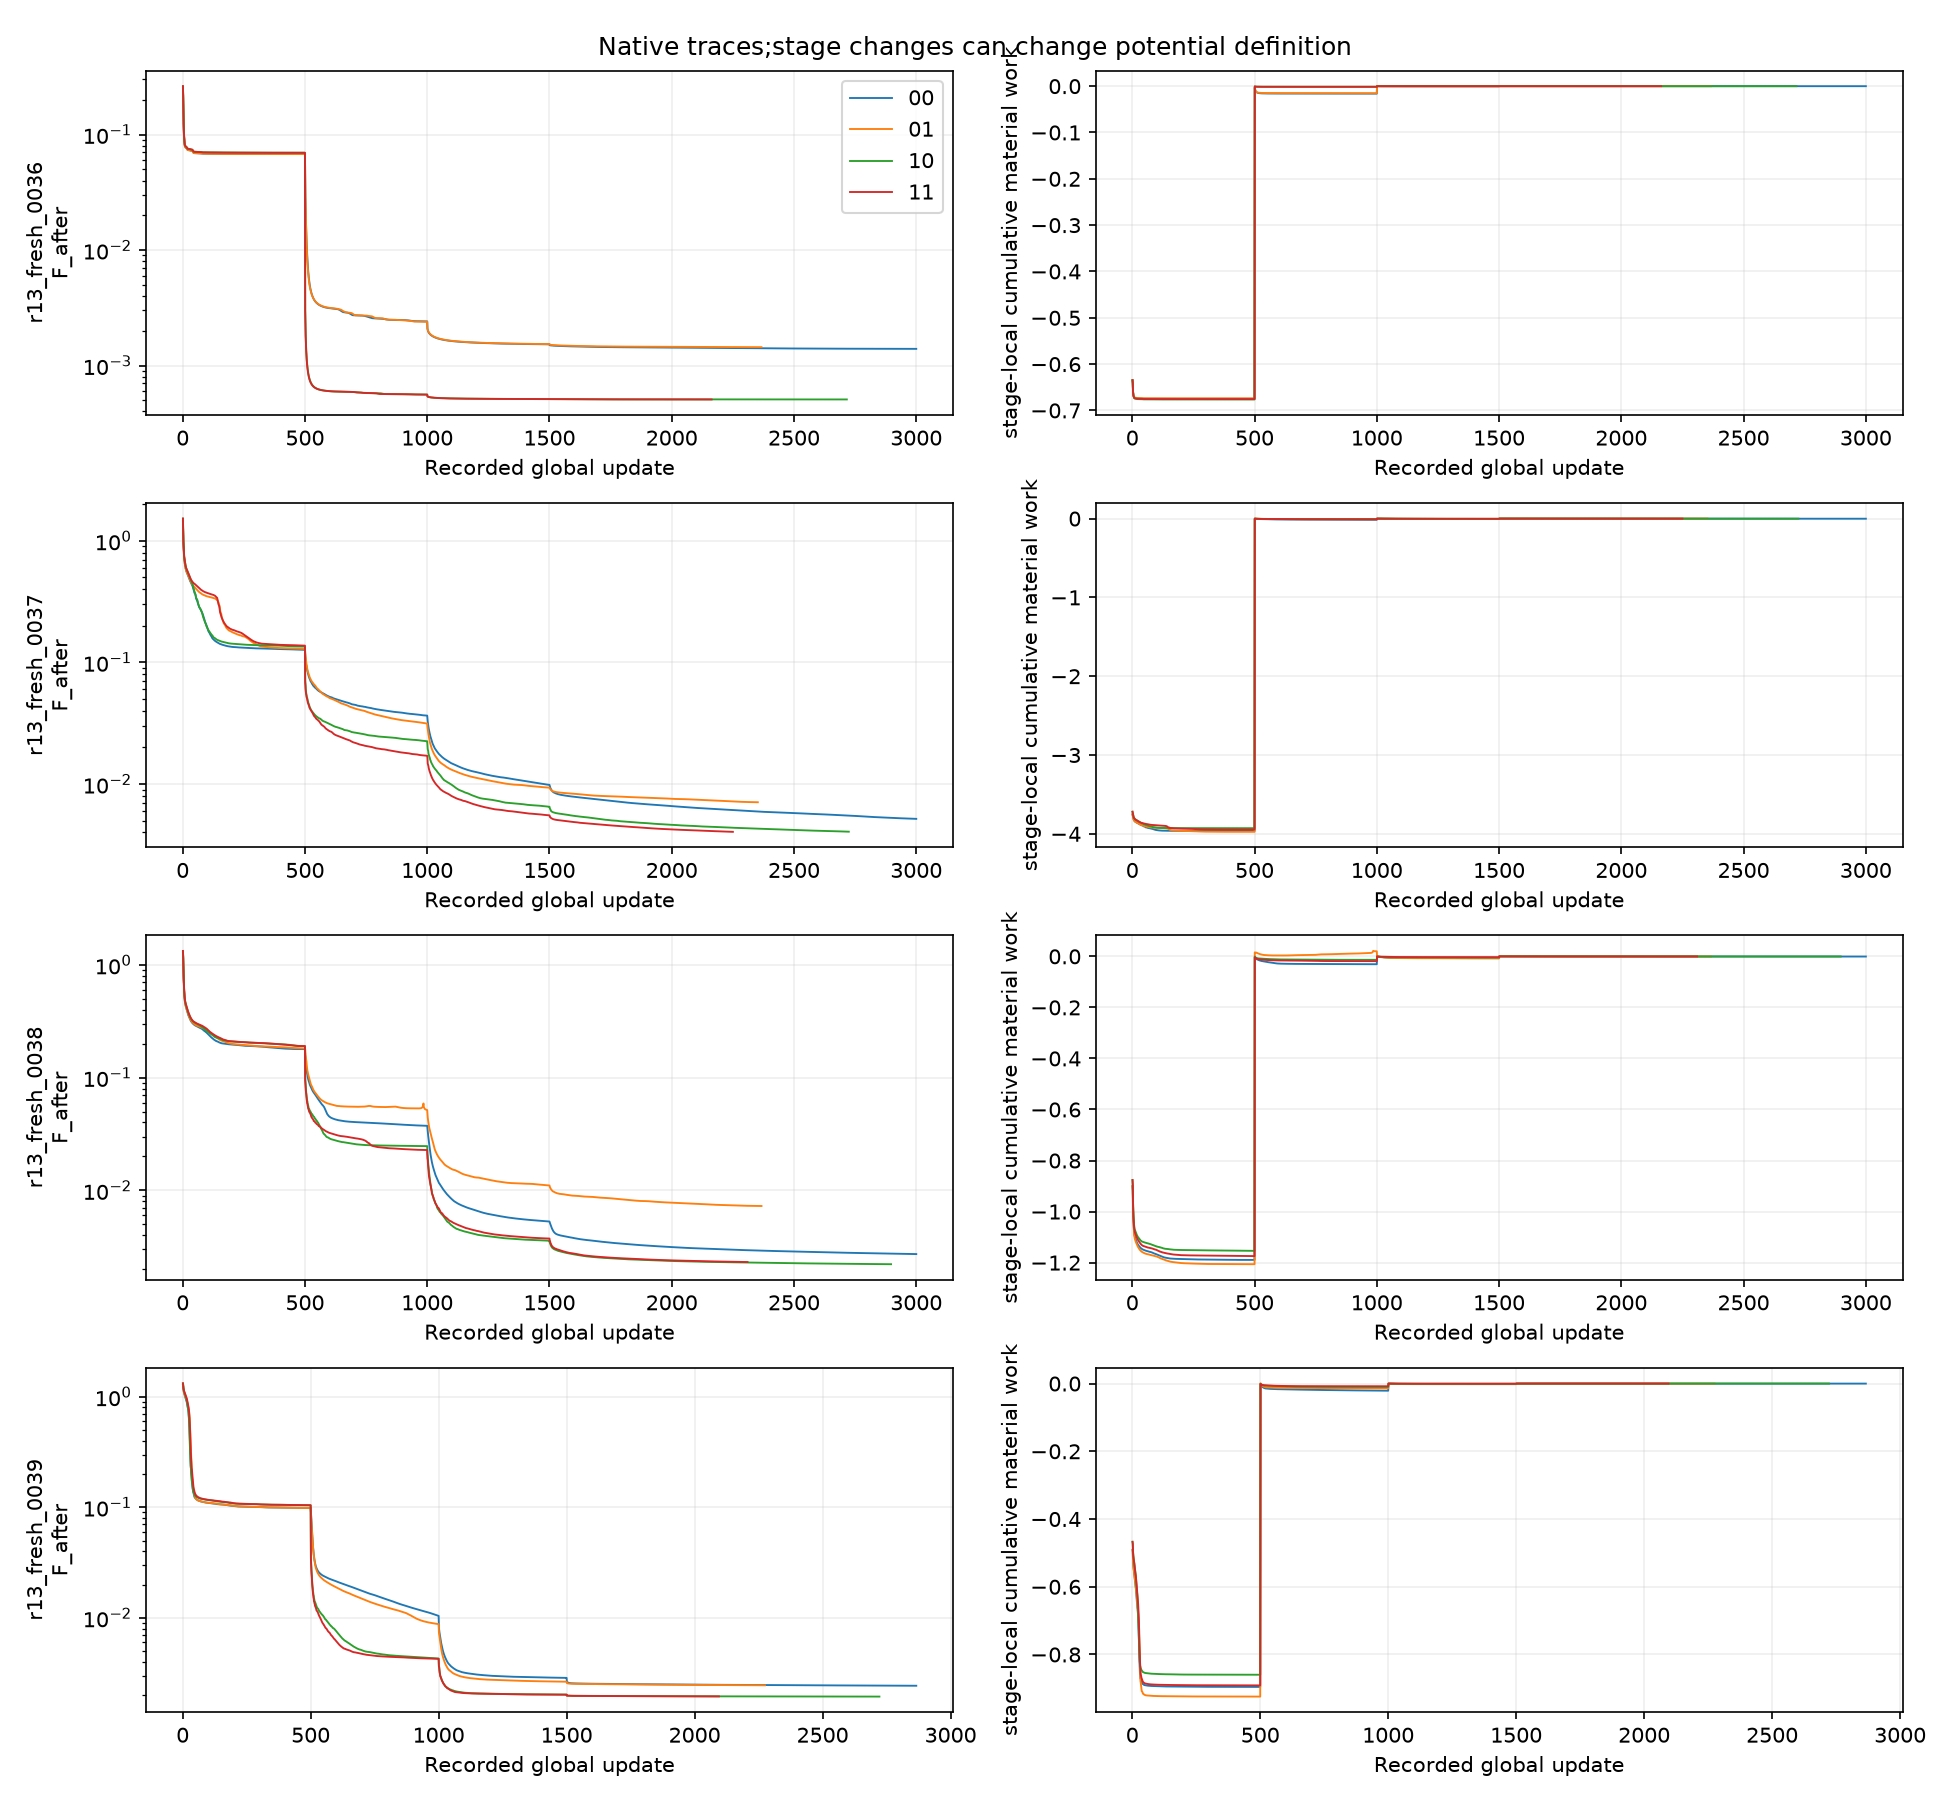 Native traces;stage changes can change potential definition
r13_fresh_0036
F_after
10⁻¹
10⁻²
10⁻³
00
01
10
11
0 500 1000 1500 2000 2500 3000
Recorded global update
stage-local cumulative material work
0.0
−0.1
−0.2
−0.3
−0.4
−0.5
−0.6
−0.7
0 500 1000 1500 2000 2500 3000
Recorded global update
r13_fresh_0037
F_after
10⁰
10⁻¹
10⁻²
0 500 1000 1500 2000 2500 3000
Recorded global update
stage-local cumulative material work
0
−1
−2
−3
−4
0 500 1000 1500 2000 2500 3000
Recorded global update
r13_fresh_0038
F_after
10⁰
10⁻¹
10⁻²
0 500 1000 1500 2000 2500 3000
Recorded global update
stage-local cumulative material work
0.0
−0.2
−0.4
−0.6
−0.8
−1.0
−1.2
0 500 1000 1500 2000 2500 3000
Recorded global update
r13_fresh_0039
F_after
10⁰
10⁻¹
10⁻²
0 500 1000 1500 2000 2500 3000
Recorded global update
stage-local cumulative material work
0.0
−0.2
−0.4
−0.6
−0.8
0 500 1000 1500 2000 2500 3000
Recorded global update